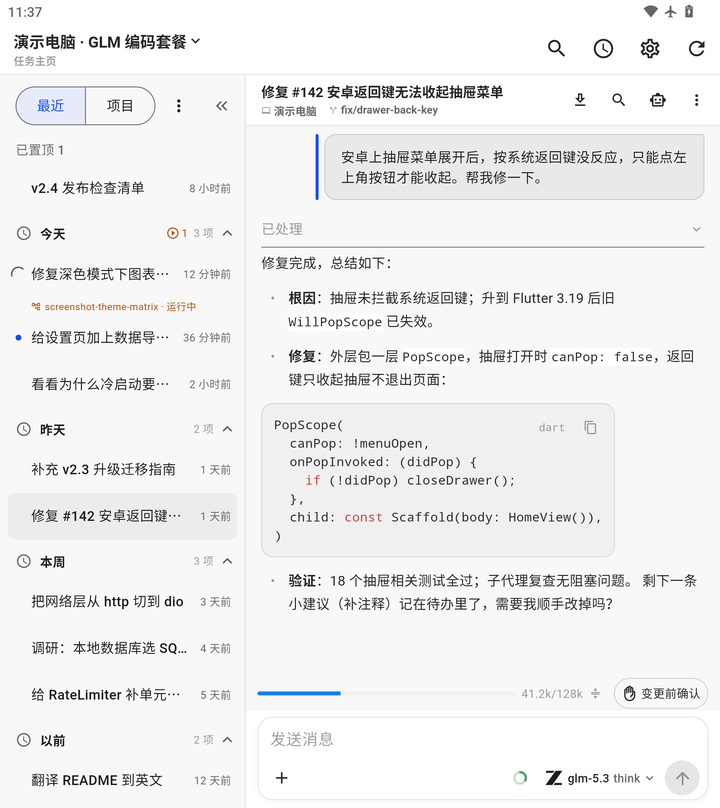 11:37
演示电脑 · GLM 编码套餐
任务主页
最近
项目
已置顶 1
v2.4 发布检查清单 8 小时前
今天 1 3 项
修复深色模式下图表… 12 分钟前
screenshot-theme-matrix · 运行中
给设置页加上数据导… 36 分钟前
看看为什么冷启动要… 2 小时前
昨天 2 项
补充 v2.3 升级迁移指南 1 天前
修复 #142 安卓返回键… 1 天前
本周 3 项
把网络层从 http 切到 dio 3 天前
调研：本地数据库选 SQ… 4 天前
给 RateLimiter 补单元… 5 天前
以前 2 项
翻译 README 到英文 12 天前
修复 #142 安卓返回键无法收起抽屉菜单
演示电脑 fix/drawer-back-key
安卓上抽屉菜单展开后，按系统返回键没反应，只能点左
上角按钮才能收起。帮我修一下。
已处理
修复完成，总结如下：
• 根因：抽屉未拦截系统返回键；升到 Flutter 3.19 后旧
WillPopScope 已失效。
• 修复：外层包一层 PopScope，抽屉打开时 canPop: false，返回
键只收起抽屉不退出页面：
dart
PopScope(
  canPop: !menuOpen,
  onPopInvoked: (didPop) {
    if (!didPop) closeDrawer();
  },
  child: const Scaffold(body: HomeView()),
)
• 验证：18 个抽屉相关测试全过；子代理复查无阻塞问题。 剩下一条
小建议（补注释）记在待办里了，需要我顺手改掉吗？
41.2k/128k
变更前确认
发送消息
glm-5.3 think